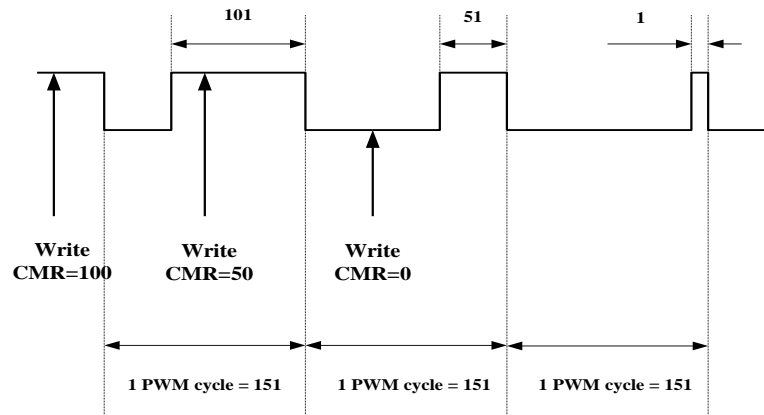 101
51
1
Write
CMR=100
Write
CMR=50
Write
CMR=0
1 PWM cycle = 151
1 PWM cycle = 151
1 PWM cycle = 151